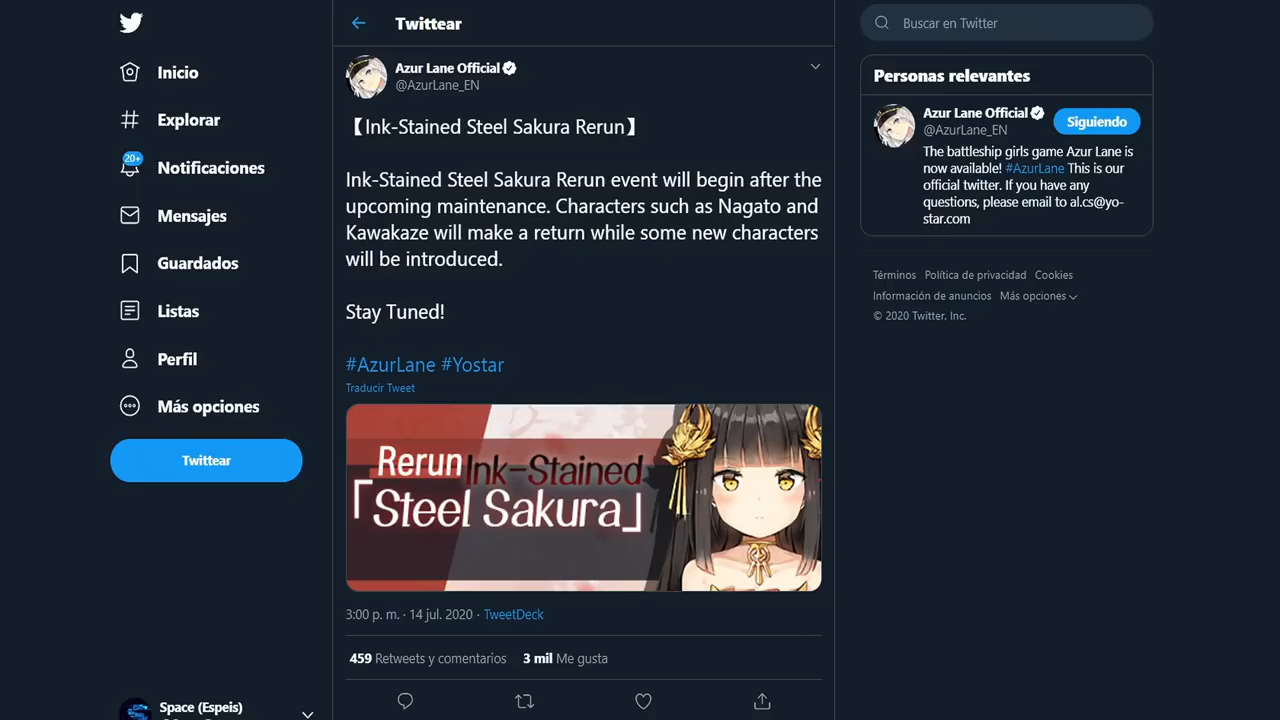 Inicio
Explorar
20+
Notificaciones
Mensajes
Guardados
Listas
Perfil
Más opciones
Twittear
Space (Espeis)
Twittear
Azur Lane Official
@AzurLane_EN
【Ink-Stained Steel Sakura Rerun】
Ink-Stained Steel Sakura Rerun event will begin after the
upcoming maintenance. Characters such as Nagato and
Kawakaze will make a return while some new characters
will be introduced.
Stay Tuned!
#AzurLane #Yostar
Traducir Tweet
Rerun Ink-Stained
「Steel Sakura」
3:00 p. m. · 14 jul. 2020 · TweetDeck
459 Retweets y comentarios 3 mil Me gusta
Buscar en Twitter
Personas relevantes
Azur Lane Official
@AzurLane_EN
Siguiendo
The battleship girls game Azur Lane is
now available! #AzurLane This is our
official twitter. If you have any
questions, please email to al.cs@yo-
star.com
Términos Política de privacidad Cookies
Información de anuncios Más opciones
© 2020 Twitter, Inc.